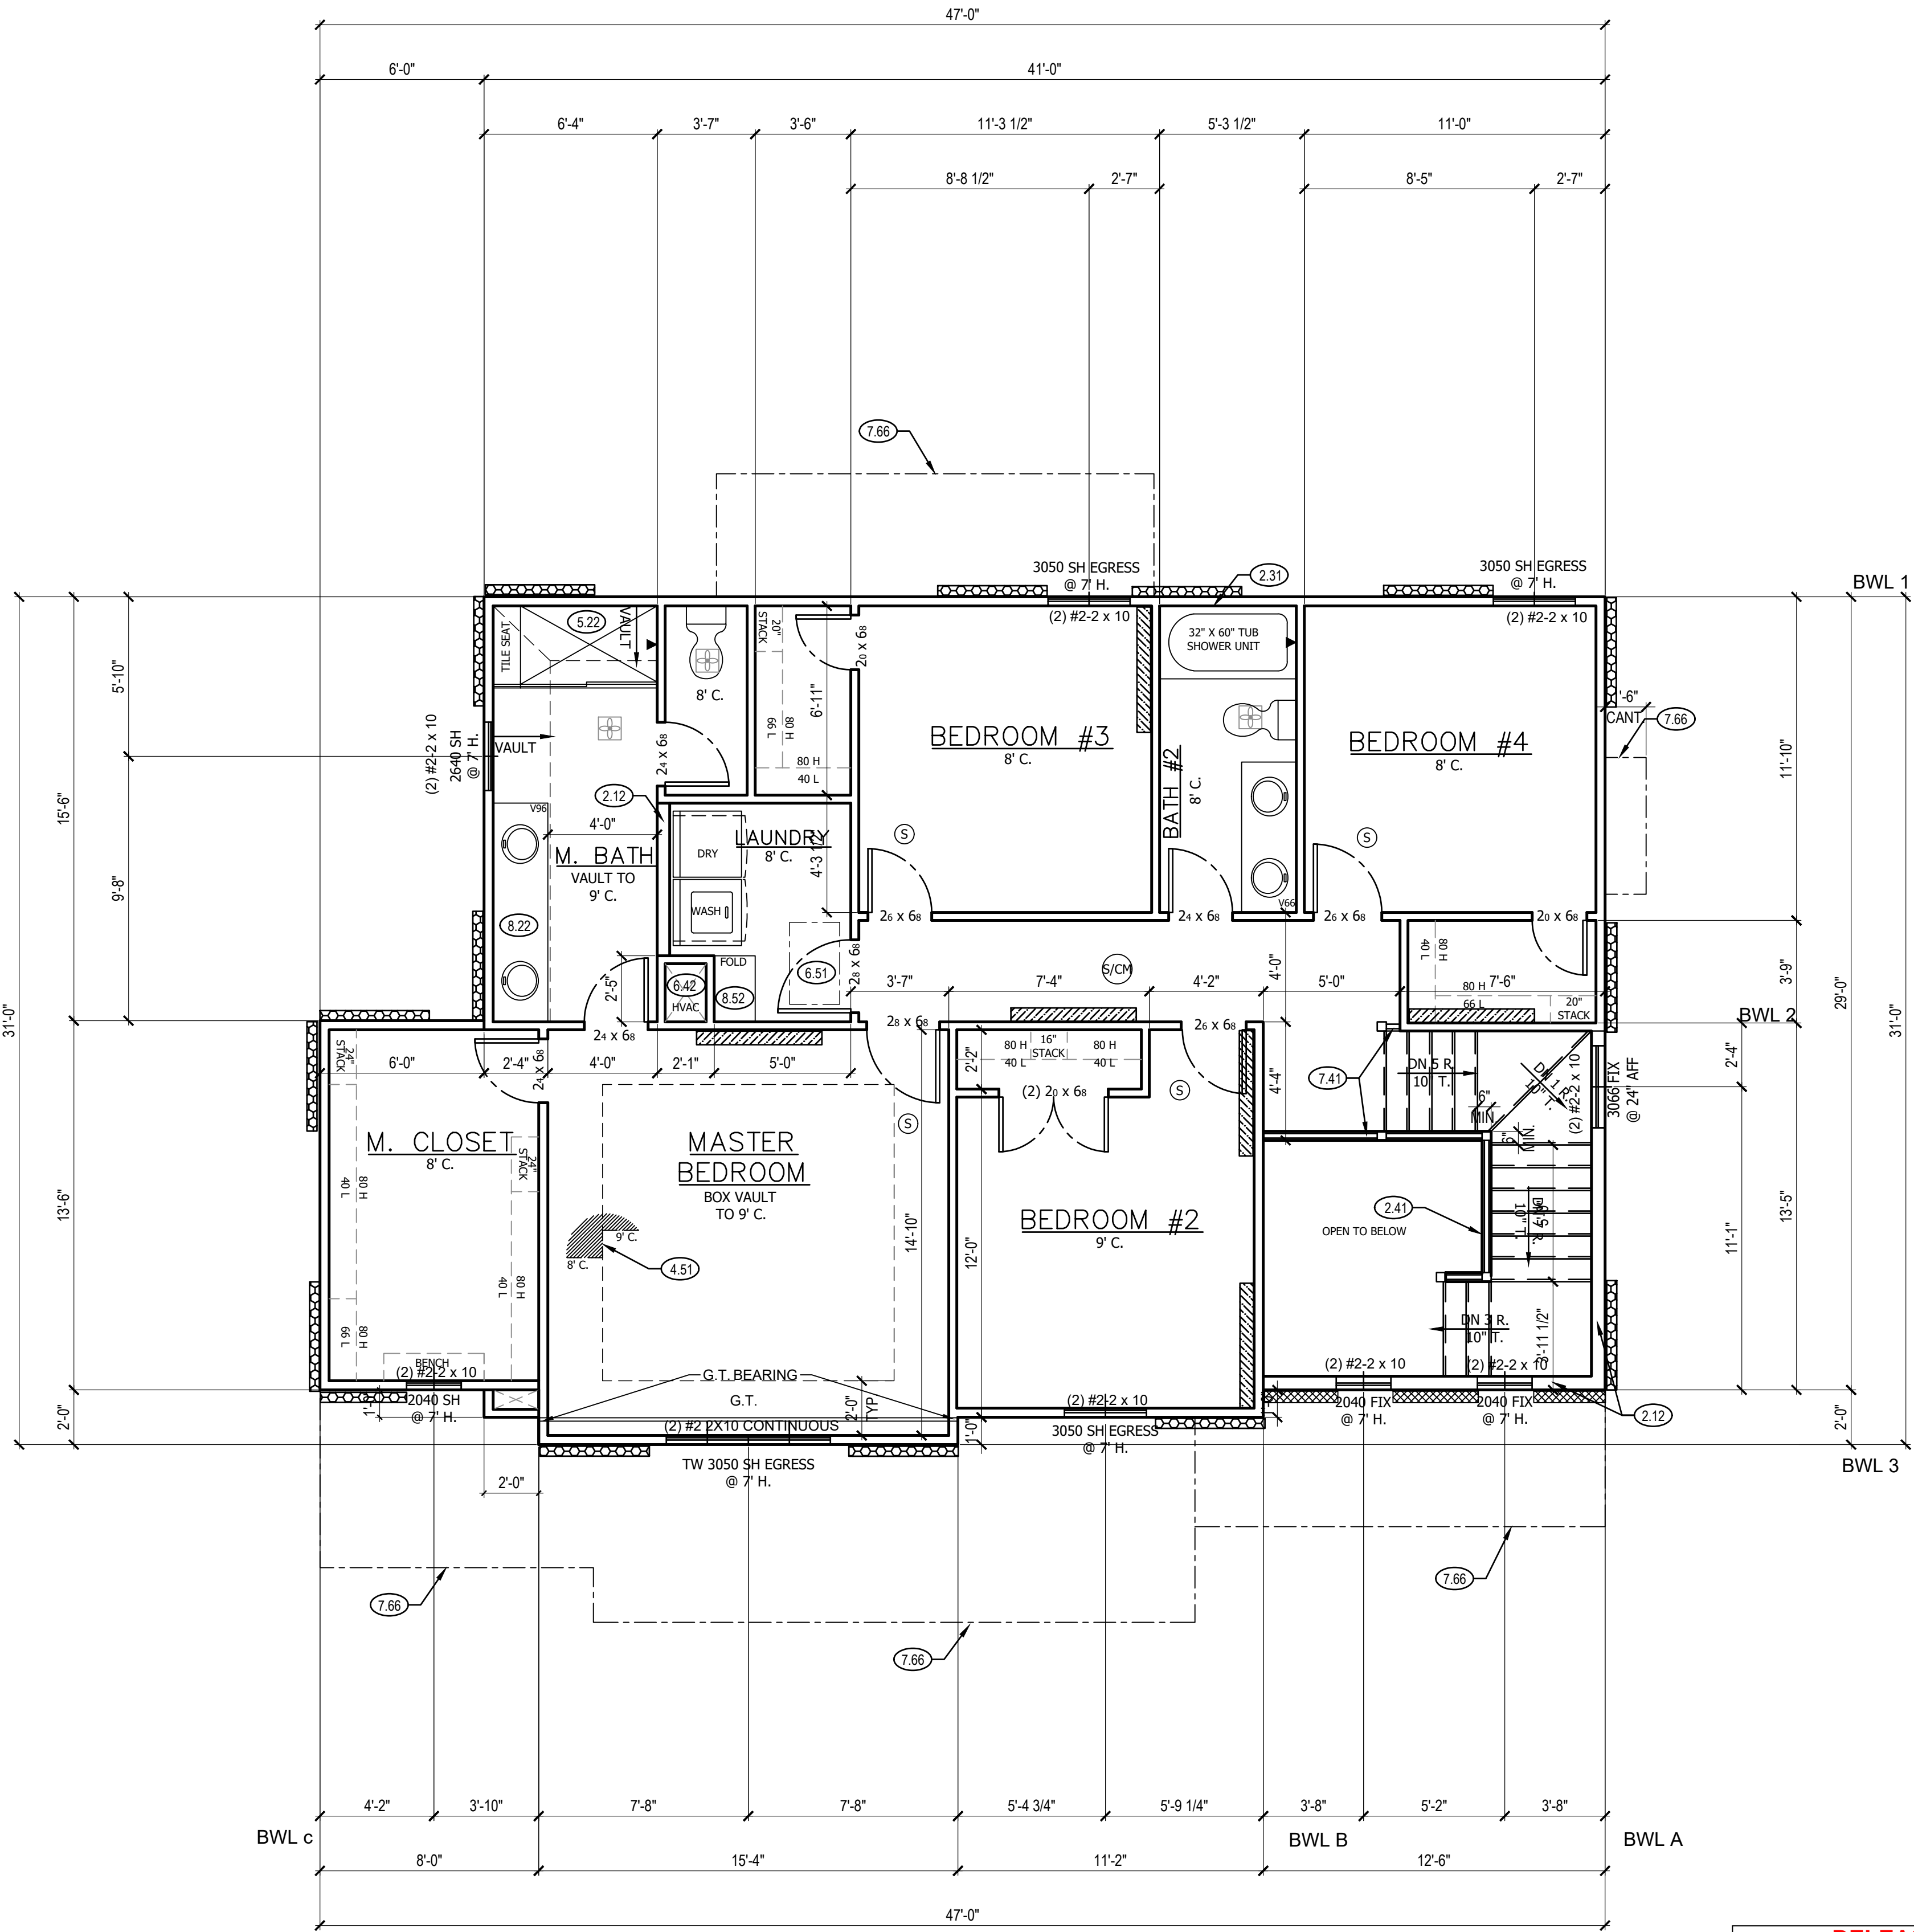 47'-0"
6'-0"
41'-0"
6'-4"
3'-7"
3'-6"
11'-3 1/2"
5'-3 1/2"
11'-0"
8'-8 1/2"
2'-7"
8'-5"
2'-7"
7.66
3050 SH EGRESS
@ 7' H.
2.31
3050 SH EGRESS
@ 7' H.
BWL 1
(2) #2-2 x 10
(2) #2-2 x 10
TILE SEAT
5.22
VAULT
8' C.
20"
STACK
66 L
80 H
80 H
40 L
6'-11"
20 x 68
32" X 60" TUB
SHOWER UNIT
5'-10"
15'-6"
9'-8"
31'-0"
(2) #2-2 x 10
2640 SH
@ 7' H.
VAULT
24 x 68
BEDROOM #3
8' C.
BATH #2
8' C.
BEDROOM #4
8' C.
'-6"
CANT.
7.66
11'-10"
2.12
V96
4'-0"
M. BATH
VAULT TO
9' C.
8.22
LAUNDRY
8' C.
4'-3 1/2"
DRY
WASH
FOLD
6.42
HVAC
8.52
6.51
2'-5"
28 x 68
S
S
V66
26 x 68
24 x 68
26 x 68
20 x 68
S/CM
3'-7"
7'-4"
4'-2"
4'-0"
5'-0"
7'-6"
40 L
80 H
80 H
66 L
20"
STACK
3'-9"
29'-0"
31'-0"
BWL 2
24 x 68
28 x 68
26 x 68
24"
STACK
6'-0"
2'-4"
24 x 68
4'-0"
2'-1"
5'-0"
2'-2"
80 H
40 L
16"
STACK
80 H
40 L
(2) 20 x 68
S
S
4'-4"
7.41
DN 5 R.
10" T.
6"
MIN
DN 1 R.
10" T.
6"
MIN.
(2) #2-2 x 10
3066 FIX
@ 24" AFF
2'-4"
M. CLOSET
8' C.
24"
STACK
40 L
80 H
40 L
80 H
66 L
80 H
MASTER
BEDROOM
BOX VAULT
TO 9' C.
9' C.
8' C.
4.51
14'-10"
12'-0"
BEDROOM #2
9' C.
OPEN TO BELOW
2.41
10" T.
DN 3 R.
10" T.
11'-1"
13'-5"
13'-6"
BENCH
(2) #2-2 x 10
2040 SH
@ 7' H.
G.T. BEARING
G.T.
2'-0"
TYP
(2) #2 2X10 CONTINUOUS
TW 3050 SH EGRESS
@ 7' H.
(2) #2-2 x 10
3050 SH EGRESS
@ 7' H.
1'-0"
(2) #2-2 x 10
2040 FIX
@ 7' H.
(2) #2-2 x 10
2040 FIX
@ 7' H.
2.12
2'-0"
2'-0"
2'-0"
BWL 3
7.66
7.66
7.66
4'-2"
3'-10"
7'-8"
7'-8"
5'-4 3/4"
5'-9 1/4"
3'-8"
5'-2"
3'-8"
BWL c
BWL B
BWL A
8'-0"
15'-4"
11'-2"
12'-6"
47'-0"